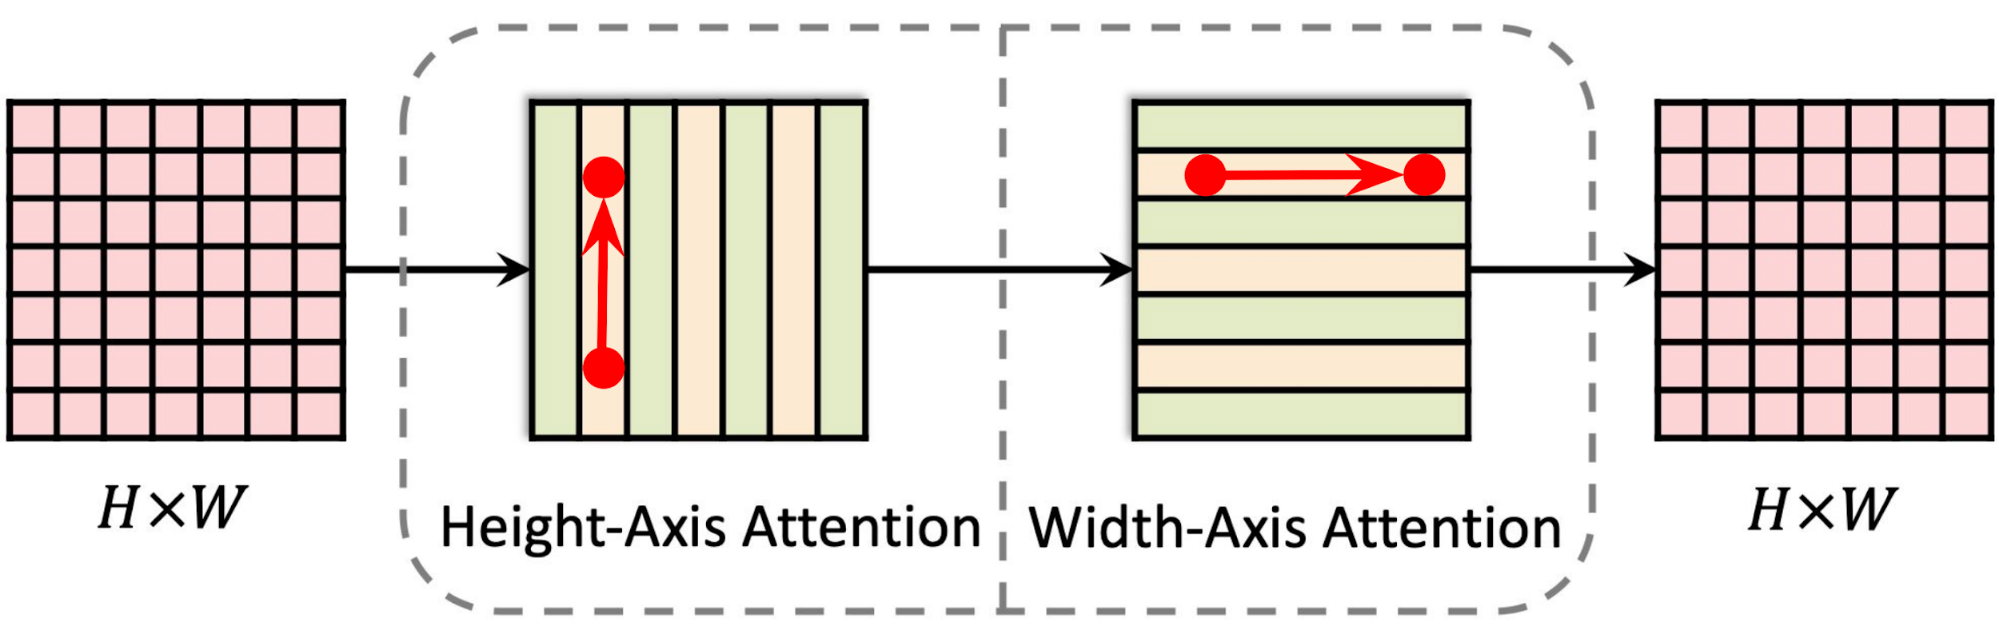 H×W
Height-Axis Attention
Width-Axis Attention
H×W